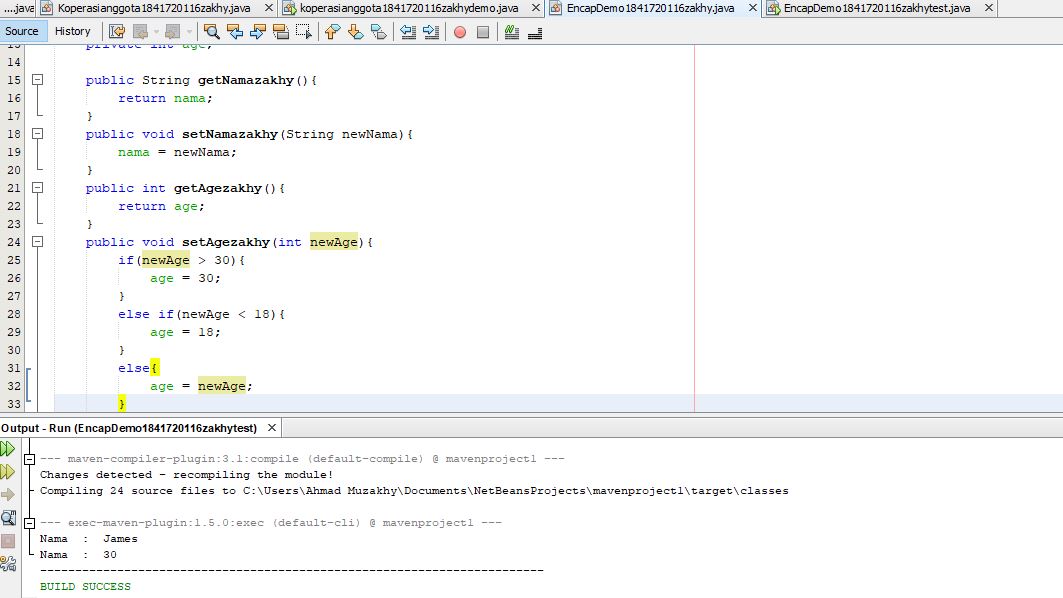 ....java Koperasianggota1841720116zakhy.java koperasianggota1841720116zakhydemo.java EncapDemo1841720116zakhy.java EncapDemo1841720116zakhytest.java
Source History
13 private int age;
14
15 public String getNamazakhy(){
16 return nama;
17 }
18 public void setNamazakhy(String newNama){
19 nama = newNama;
20 }
21 public int getAgezakhy(){
22 return age;
23 }
24 public void setAgezakhy(int newAge){
25 if(newAge > 30){
26 age = 30;
27 }
28 else if(newAge < 18){
29 age = 18;
30 }
31 else{
32 age = newAge;
33 }
Output - Run (EncapDemo1841720116zakhytest)
--- maven-compiler-plugin:3.1:compile (default-compile) @ mavenproject1 ---
Changes detected - recompiling the module!
Compiling 24 source files to C:\Users\Ahmad Muzakhy\Documents\NetBeansProjects\mavenproject1\target\classes
--- exec-maven-plugin:1.5.0:exec (default-cli) @ mavenproject1 ---
Nama : James
Nama : 30
------------------------------------------------------------------------
BUILD SUCCESS